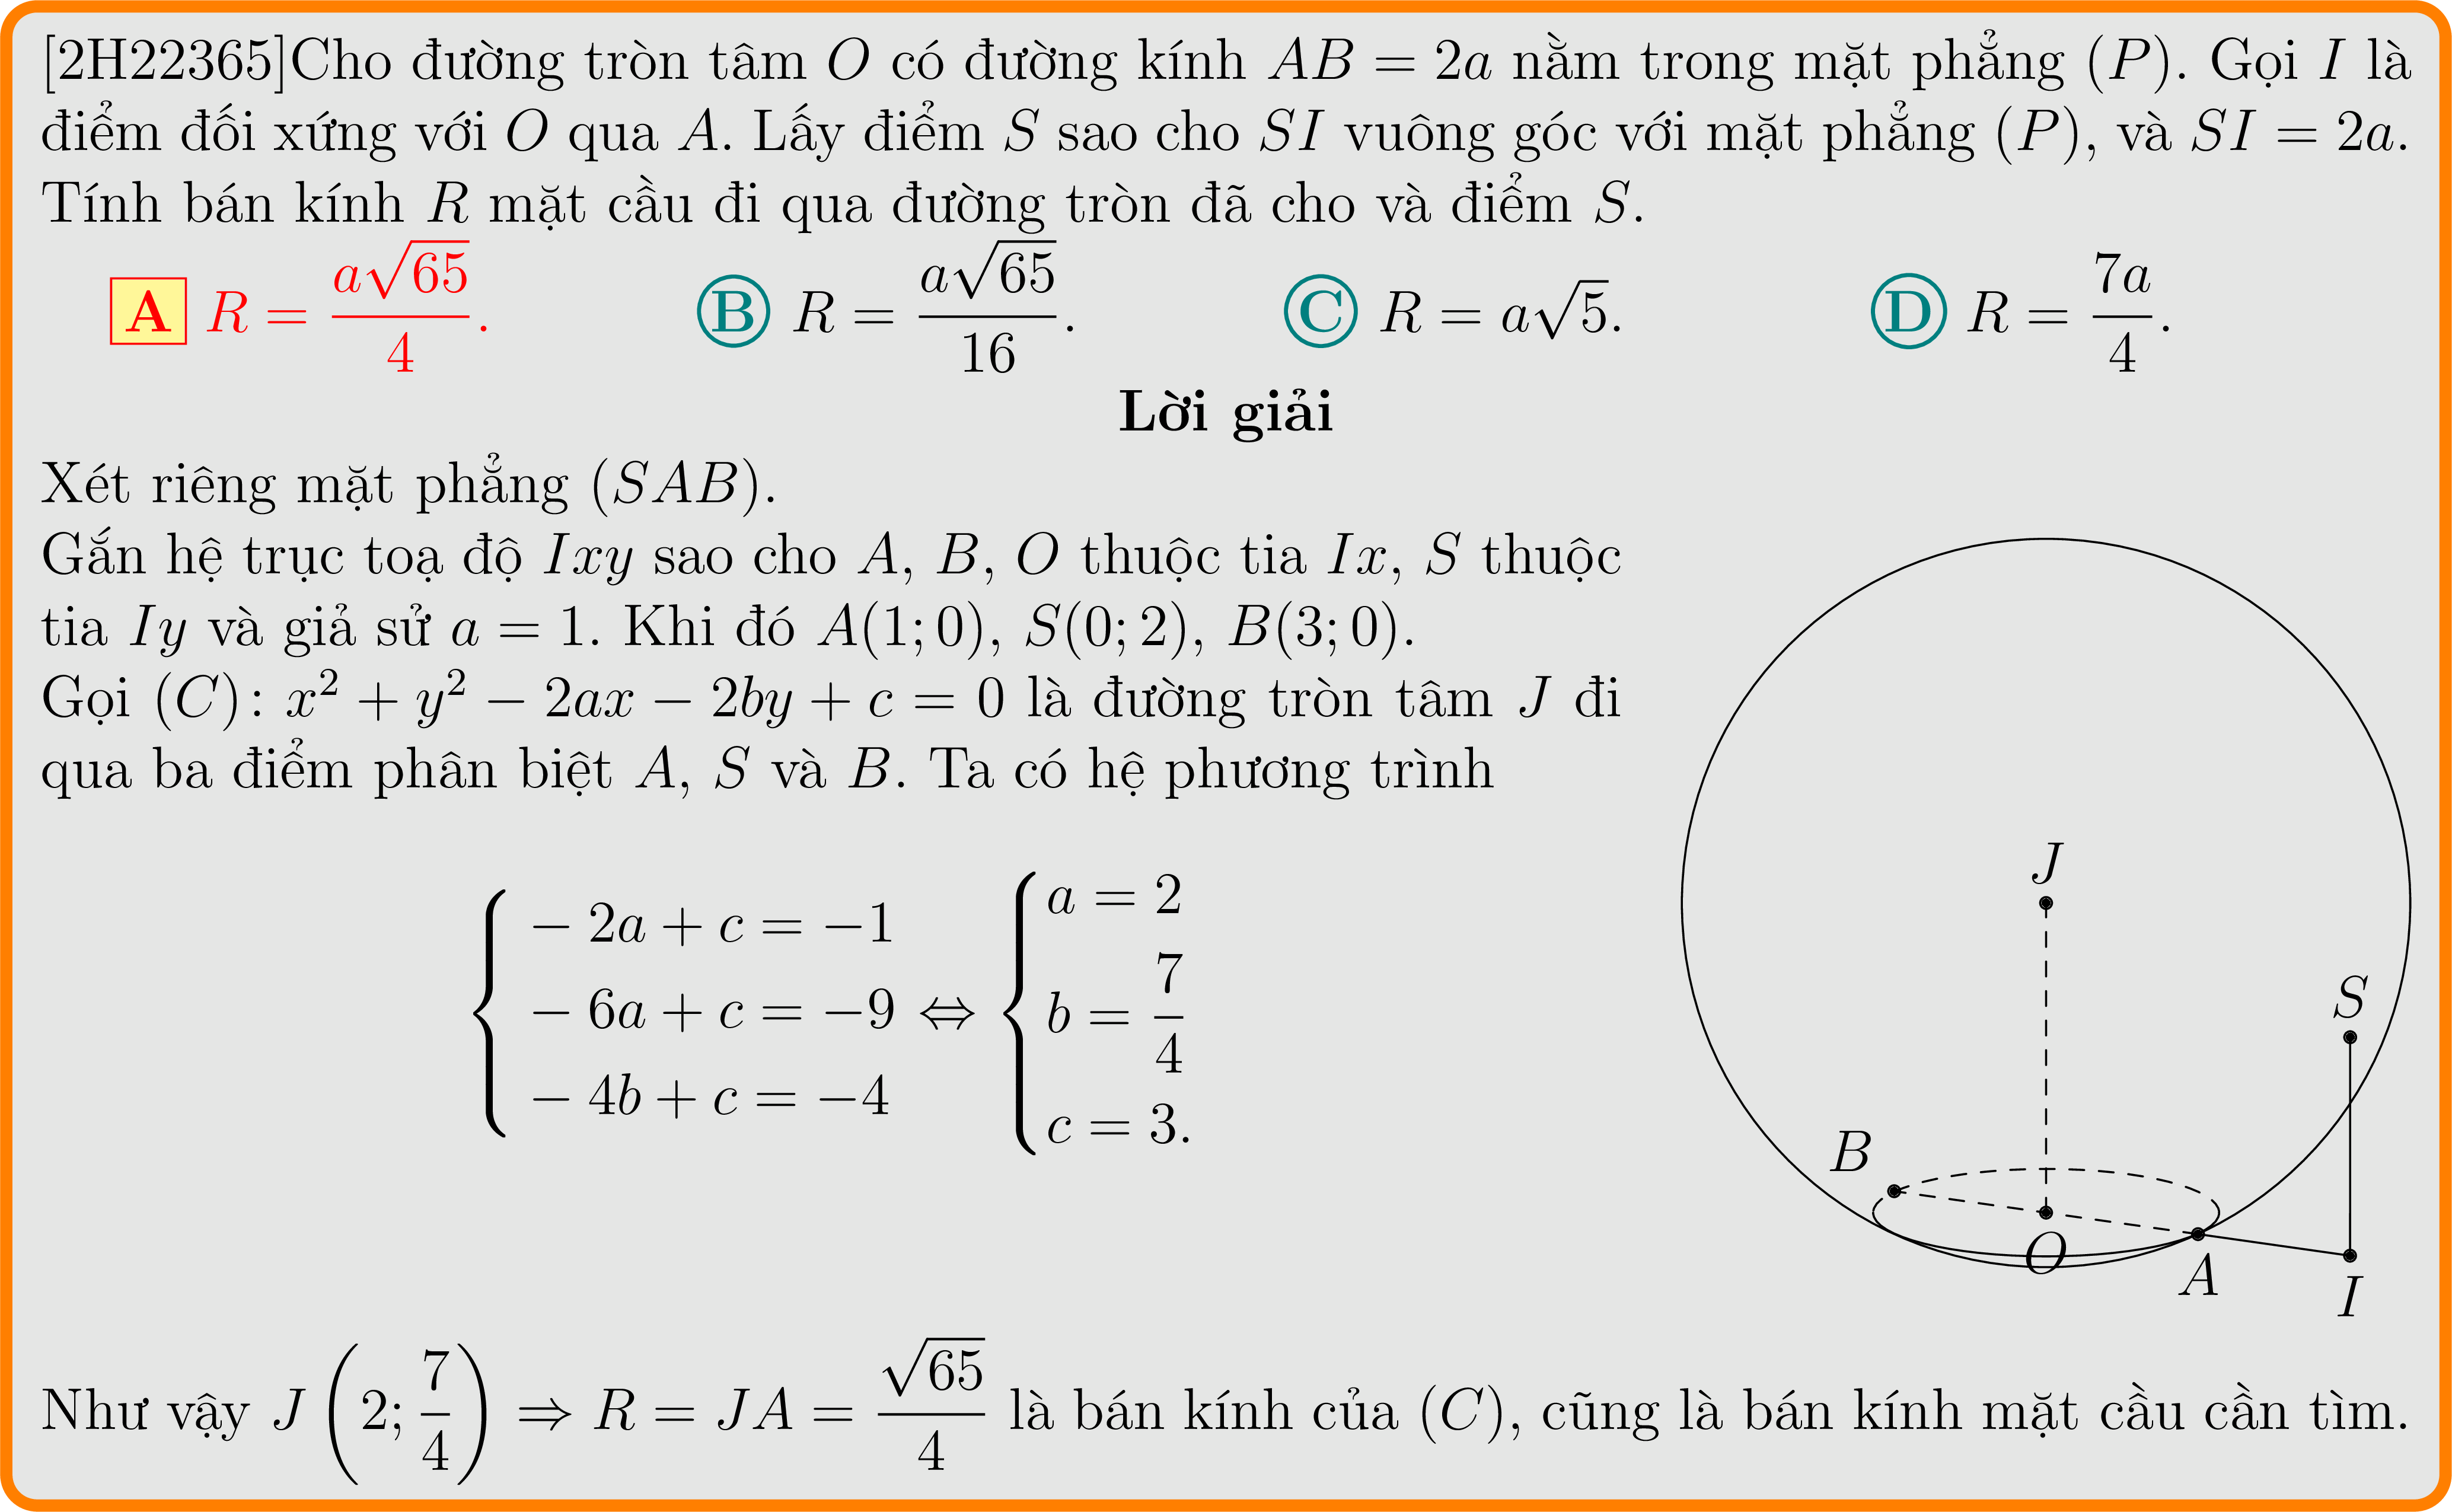 [2H22365]Cho đường tròn tâm O có đường kính AB = 2a nằm trong mặt phẳng (P). Gọi I là
điểm đối xứng với O qua A. Lấy điểm S sao cho SI vuông góc với mặt phẳng (P), và SI = 2a.
Tính bán kính R mặt cầu đi qua đường tròn đã cho và điểm S.
A R = \frac{a\sqrt{65}}{4}. B R = \frac{a\sqrt{65}}{16}. C R = a\sqrt{5}. D R = \frac{7a}{4}.
Lời giải
Xét riêng mặt phẳng (SAB).
Gắn hệ trục toạ độ Ixy sao cho A, B, O thuộc tia Ix, S thuộc
tia Iy và giả sử a = 1. Khi đó A(1; 0), S(0; 2), B(3; 0).
Gọi (C): x² + y² − 2ax − 2by + c = 0 là đường tròn tâm J đi
qua ba điểm phân biệt A, S và B. Ta có hệ phương trình
\begin{cases} -2a + c = -1 \\ -6a + c = -9 \\ -4b + c = -4 \end{cases} ⇔ \begin{cases} a = 2 \\ b = \frac{7}{4} \\ c = 3. \end{cases}
J
S
B
O
A
I
Như vậy J\left(2; \frac{7}{4}\right) ⇒ R = JA = \frac{\sqrt{65}}{4} là bán kính của (C), cũng là bán kính mặt cầu cần tìm.